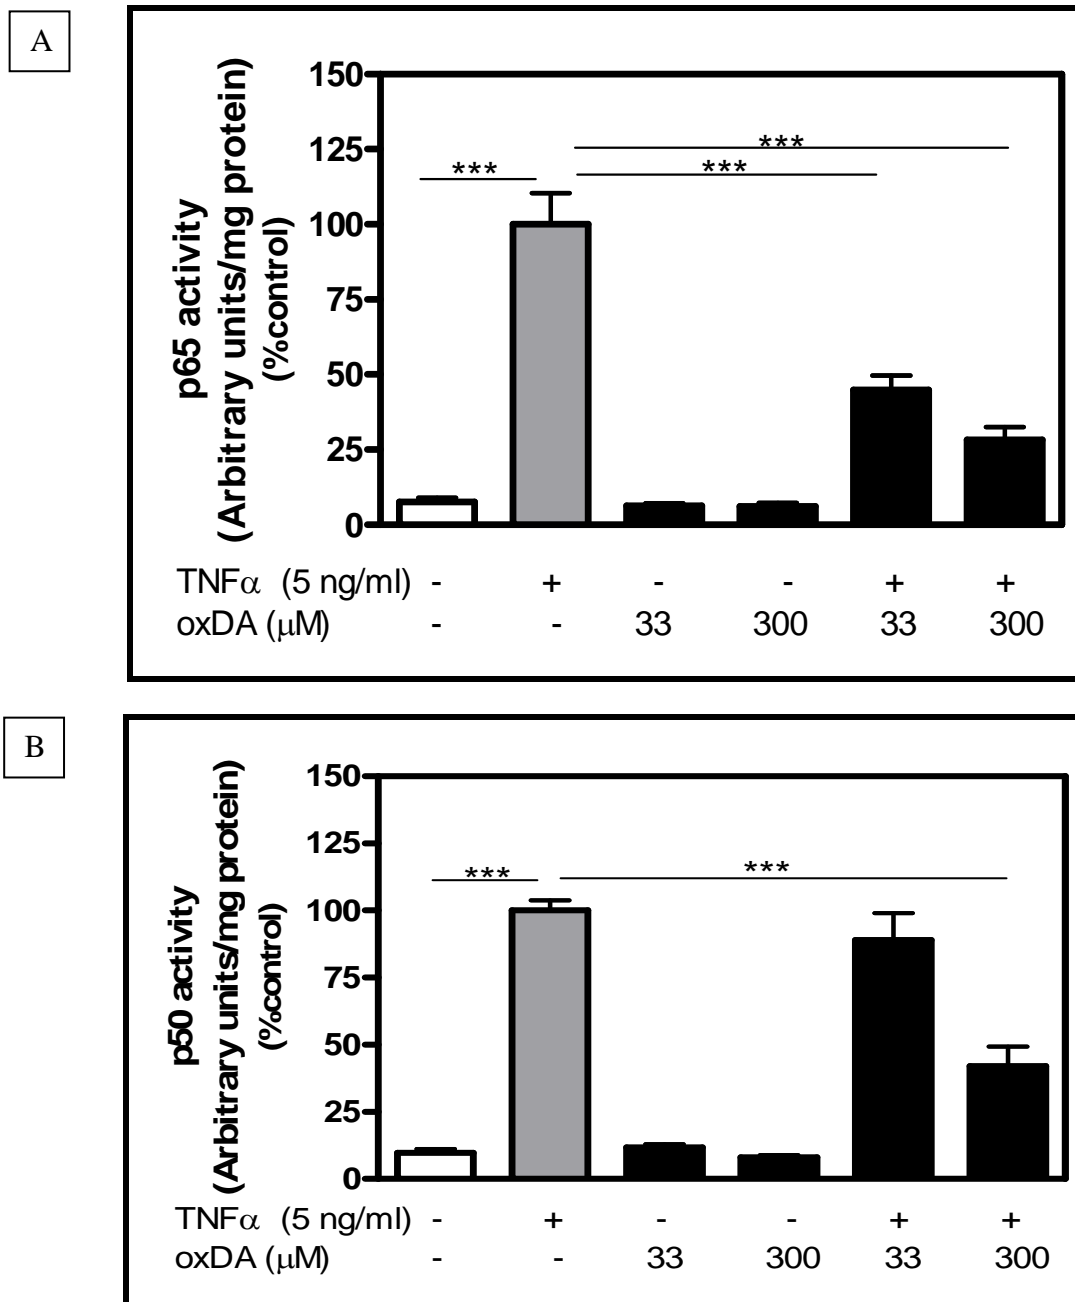 A
p65 activity
(Arbitrary units/mg protein)
(%control)
150
125
100
75
50
25
0
***
***
***
TNFα (5 ng/ml) - + - - + +
oxDA (μM) - - 33 300 33 300
B
p50 activity
(Arbitrary units/mg protein)
(%control)
150
125
100
75
50
25
0
***
***
TNFα (5 ng/ml) - + - - + +
oxDA (μM) - - 33 300 33 300